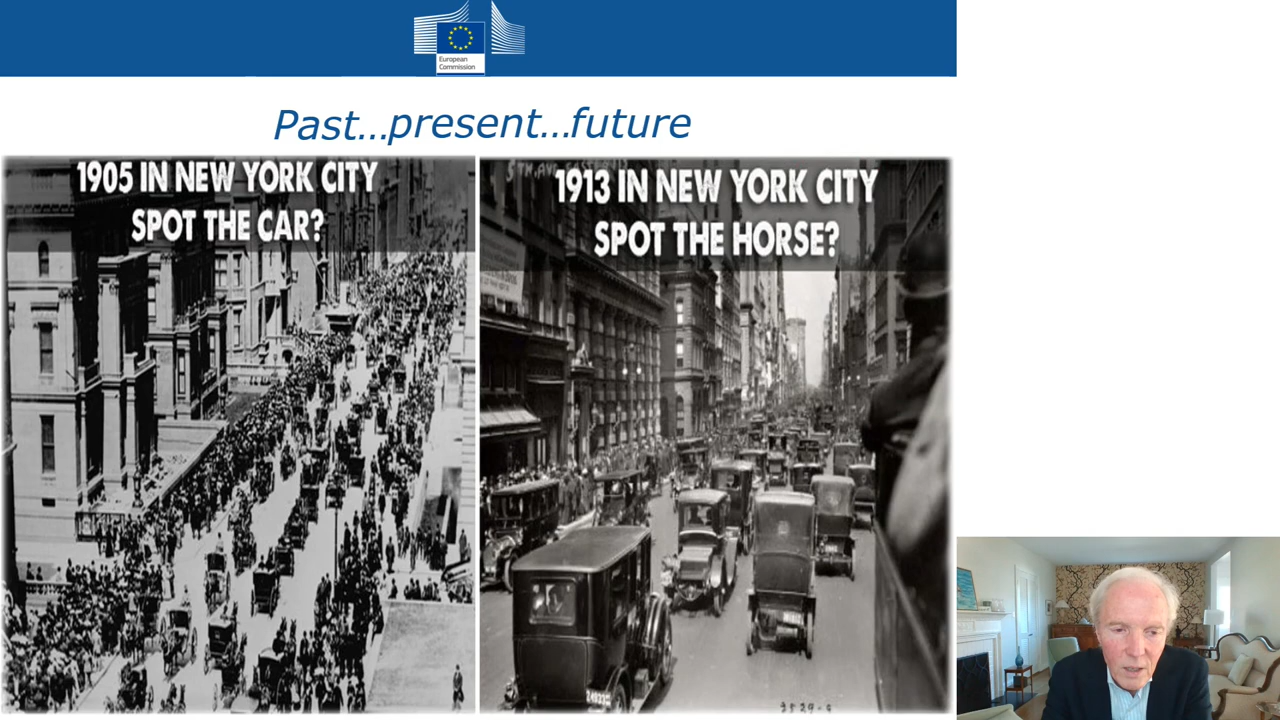 European
Commission
Past...present...future
1905 IN NEW YORK CITY
SPOT THE CAR?
1913 IN NEW YORK CITY
SPOT THE HORSE?